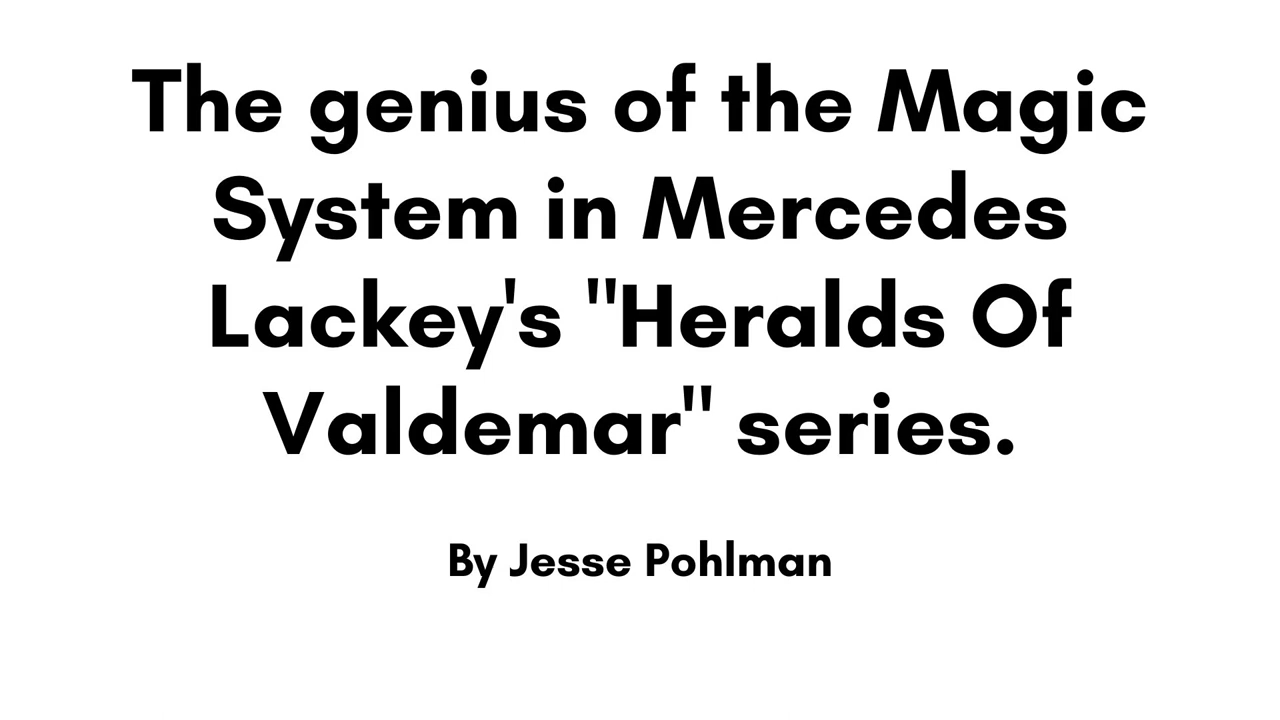 The genius of the Magic
System in Mercedes
Lackey's "Heralds Of
Valdemar" series.
By Jesse Pohlman